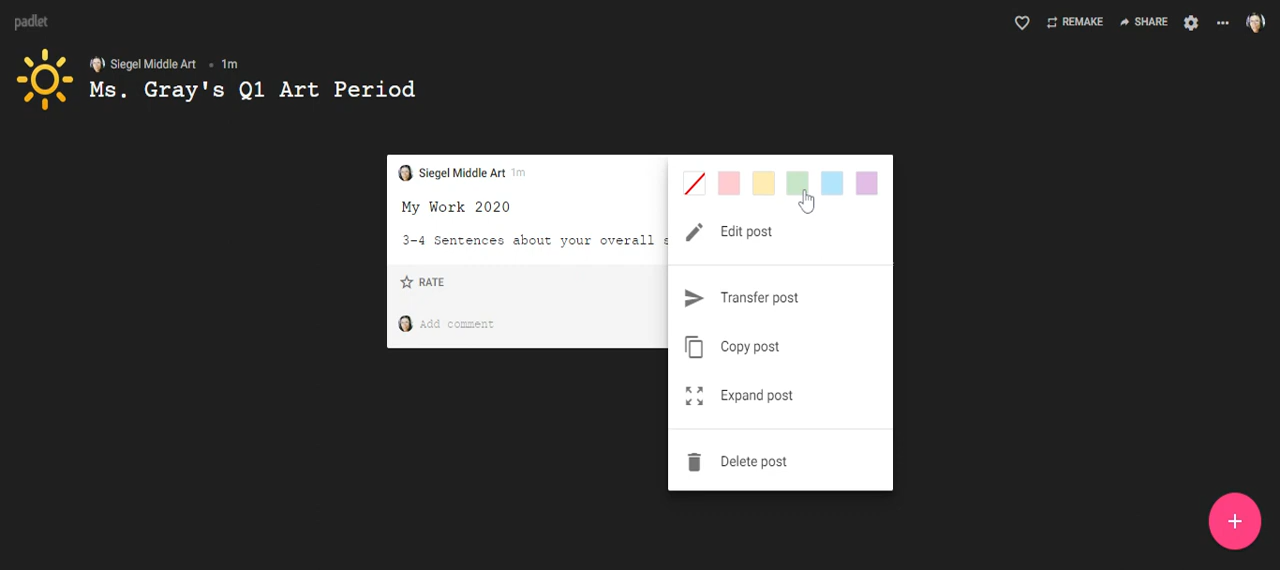 padlet
REMAKE
SHARE
Siegel Middle Art • 1m
Ms. Gray's Q1 Art Period
Siegel Middle Art 1m
My Work 2020
3-4 Sentences about your overall
RATE
Add comment
Edit post
Transfer post
Copy post
Expand post
Delete post